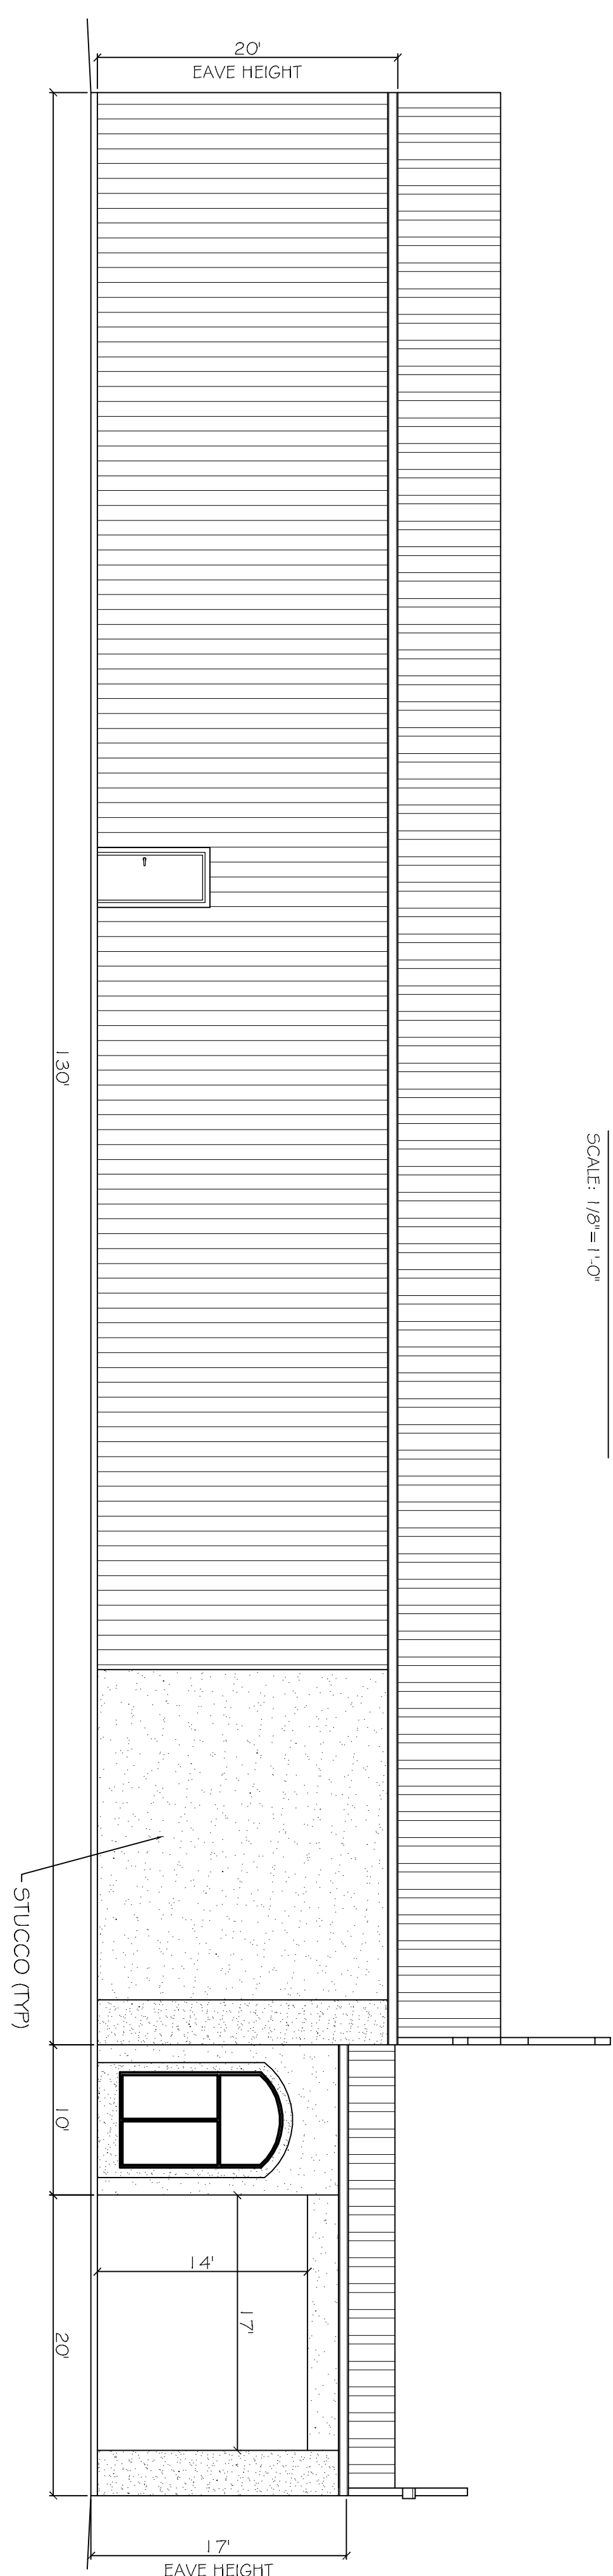 20'
EAVE HEIGHT
130'
SCALE: 1/8" = 1'-0"
STUCCO (TYP)
10'
14'
17'
20'
17'
EAVE HEIGHT